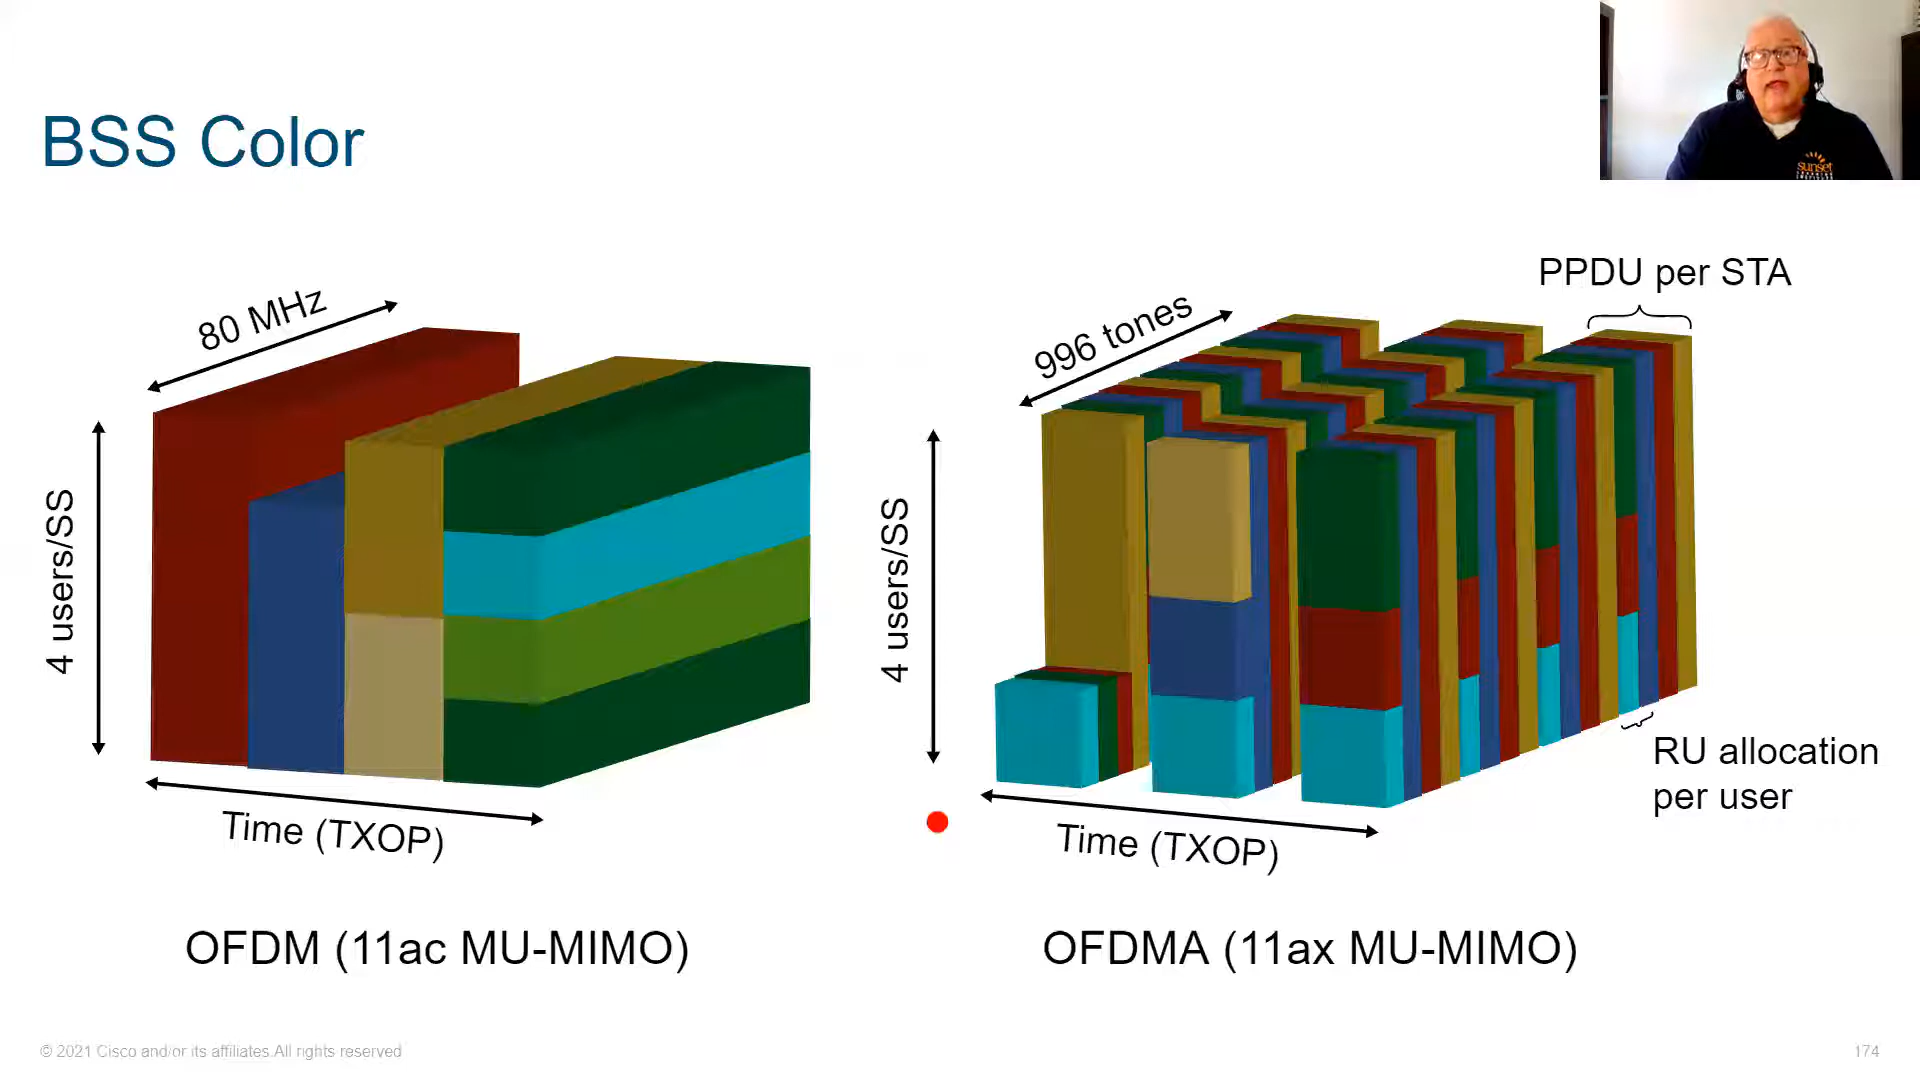 BSS Color
sunset
80 MHz
4 users/SS
Time (TXOP)
OFDM (11ac MU-MIMO)
996 tones
PPDU per STA
4 users/SS
RU allocation
per user
Time (TXOP)
OFDMA (11ax MU-MIMO)
© 2021 Cisco and/or its affiliates.All rights reserved
174